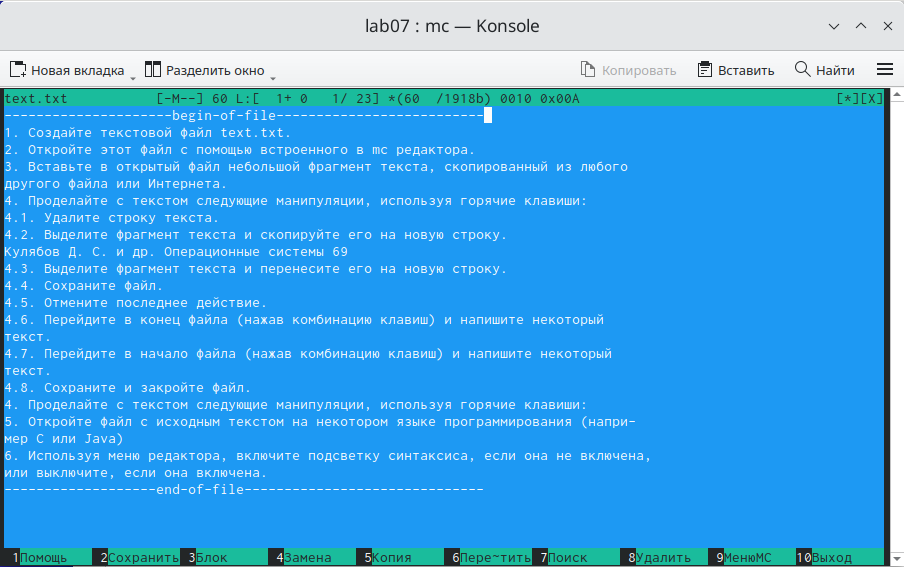 lab07 : mc — Konsole
Новая вкладка Разделить окно Копировать Вставить Найти
text.txt [-M--] 60 L:[ 1+ 0 1/ 23] *(60 /1918b) 0010 0x00A [*][X]
---------------------begin-of-file--------------------------
1. Создайте текстовой файл text.txt.
2. Откройте этот файл с помощью встроенного в mc редактора.
3. Вставьте в открытый файл небольшой фрагмент текста, скопированный из любого
другого файла или Интернета.
4. Проделайте с текстом следующие манипуляции, используя горячие клавиши:
4.1. Удалите строку текста.
4.2. Выделите фрагмент текста и скопируйте его на новую строку.
Кулябов Д. С. и др. Операционные системы 69
4.3. Выделите фрагмент текста и перенесите его на новую строку.
4.4. Сохраните файл.
4.5. Отмените последнее действие.
4.6. Перейдите в конец файла (нажав комбинацию клавиш) и напишите некоторый
текст.
4.7. Перейдите в начало файла (нажав комбинацию клавиш) и напишите некоторый
текст.
4.8. Сохраните и закройте файл.
4. Проделайте с текстом следующие манипуляции, используя горячие клавиши:
5. Откройте файл с исходным текстом на некотором языке программирования (напри-
мер C или Java)
6. Используя меню редактора, включите подсветку синтаксиса, если она не включена,
или выключите, если она включена.
-------------------end-of-file------------------------------
1Помощь 2Сохранить 3Блок 4Замена 5Копия 6Пере~тить 7Поиск 8Удалить 9МенюMC 10Выход